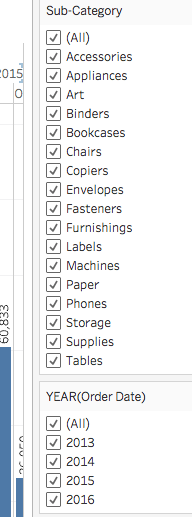 Sub-Category
(All)
Accessories
Appliances
Art
Binders
Bookcases
Chairs
Copiers
Envelopes
Fasteners
Furnishings
Labels
Machines
Paper
Phones
Storage
Supplies
Tables
YEAR(Order Date)
(All)
2013
2014
2015
2016
2015
60,833